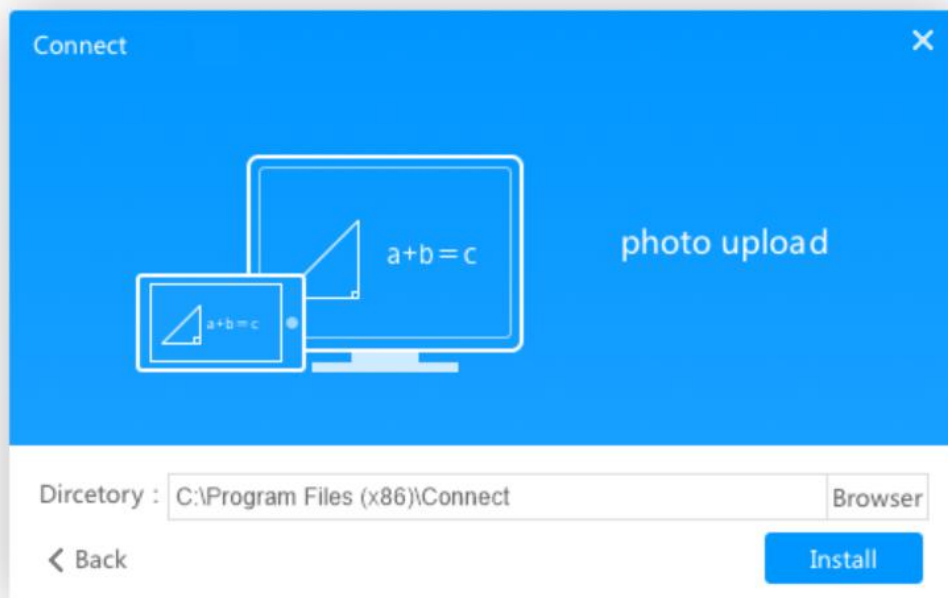 Connect
a+b=c
photo upload
a+b=c
Dircetory : C:\Program Files (x86)\Connect Browser
Back
Install